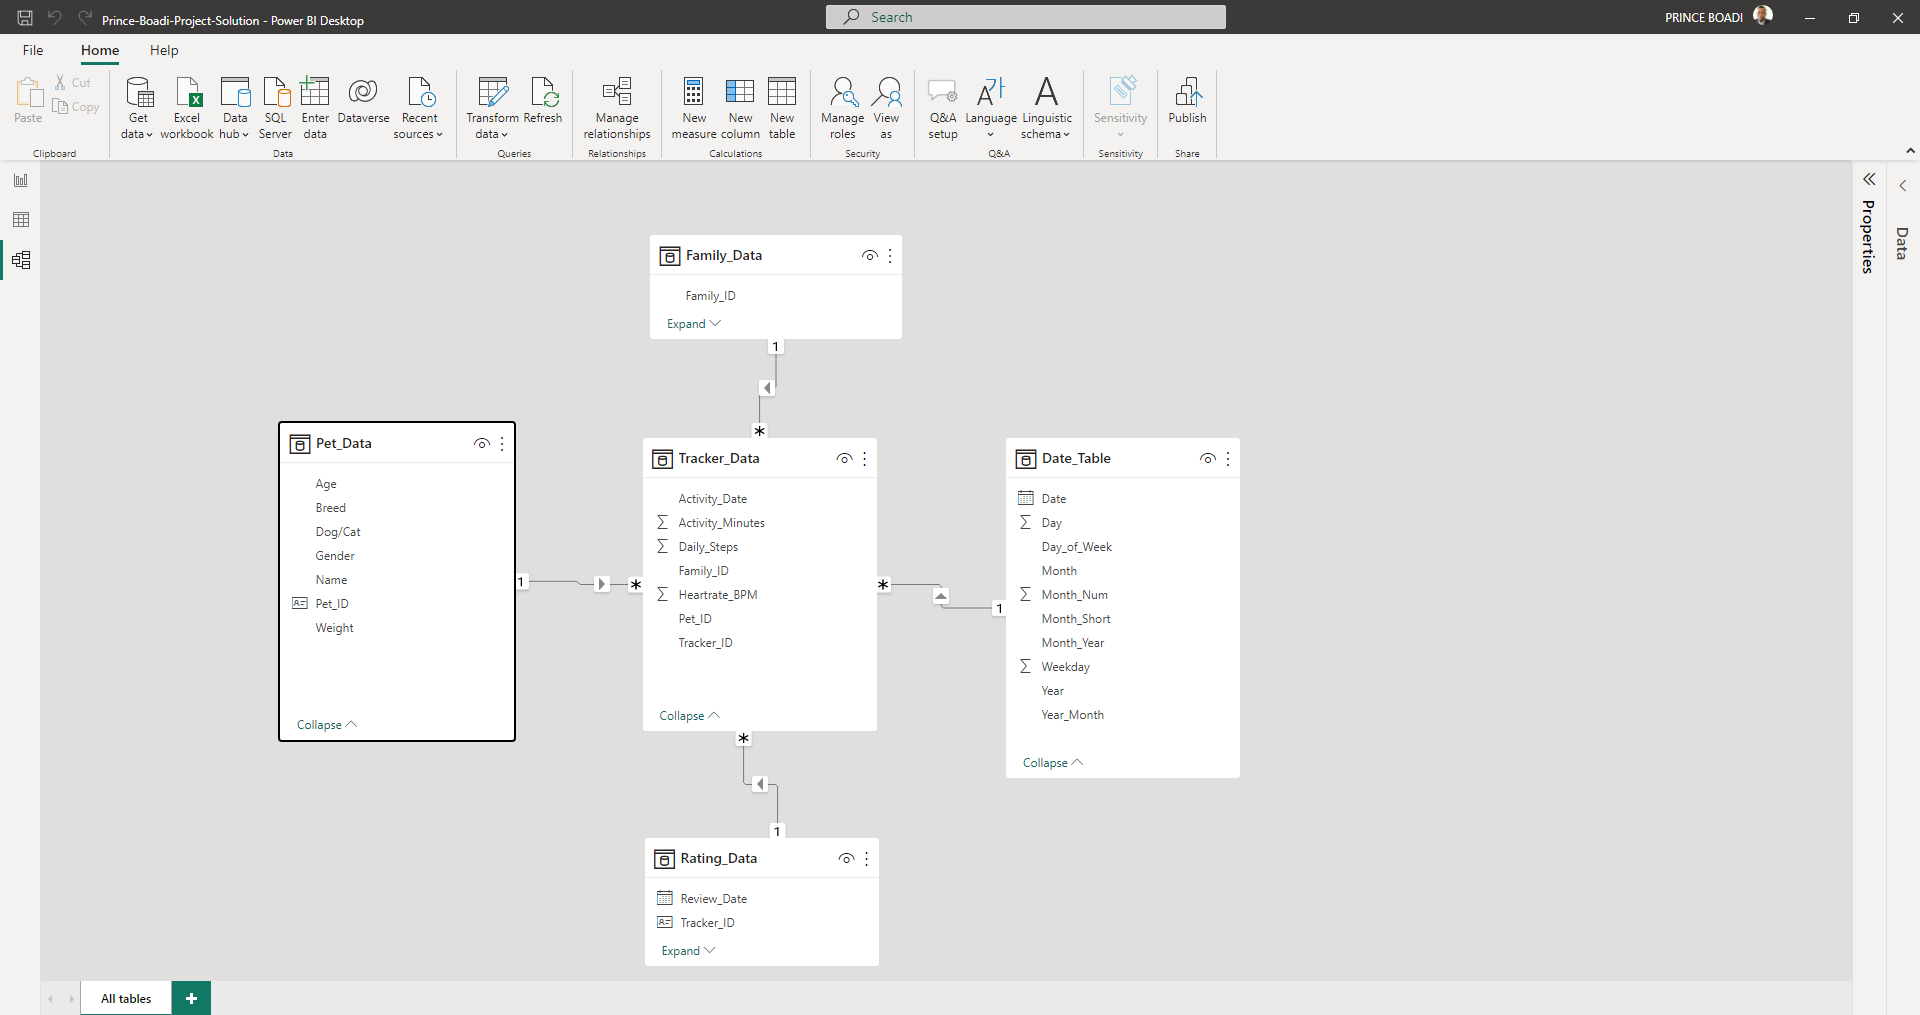 Prince-Boadi-Project-Solution - Power BI Desktop
Search
PRINCE BOADI
File
Home
Help
Paste
Cut
Copy
Clipboard
Get data
Excel workbook
Data hub
SQL Server
Enter data
Dataverse
Recent sources
Data
Transform data
Refresh
Queries
Manage relationships
Relationships
New measure
New column
New table
Calculations
Manage roles
View as
Security
Q&A setup
Language
Linguistic schema
Q&A
Sensitivity
Sensitivity
Publish
Share
Properties
Data
Family_Data
Family_ID
Expand
1
*
Pet_Data
Age
Breed
Dog/Cat
Gender
Name
Pet_ID
Weight
Collapse
1
*
Tracker_Data
Activity_Date
Activity_Minutes
Daily_Steps
Family_ID
Heartrate_BPM
Pet_ID
Tracker_ID
Collapse
*
1
Date_Table
Date
Day
Day_of_Week
Month
Month_Num
Month_Short
Month_Year
Weekday
Year
Year_Month
Collapse
*
1
Rating_Data
Review_Date
Tracker_ID
Expand
All tables